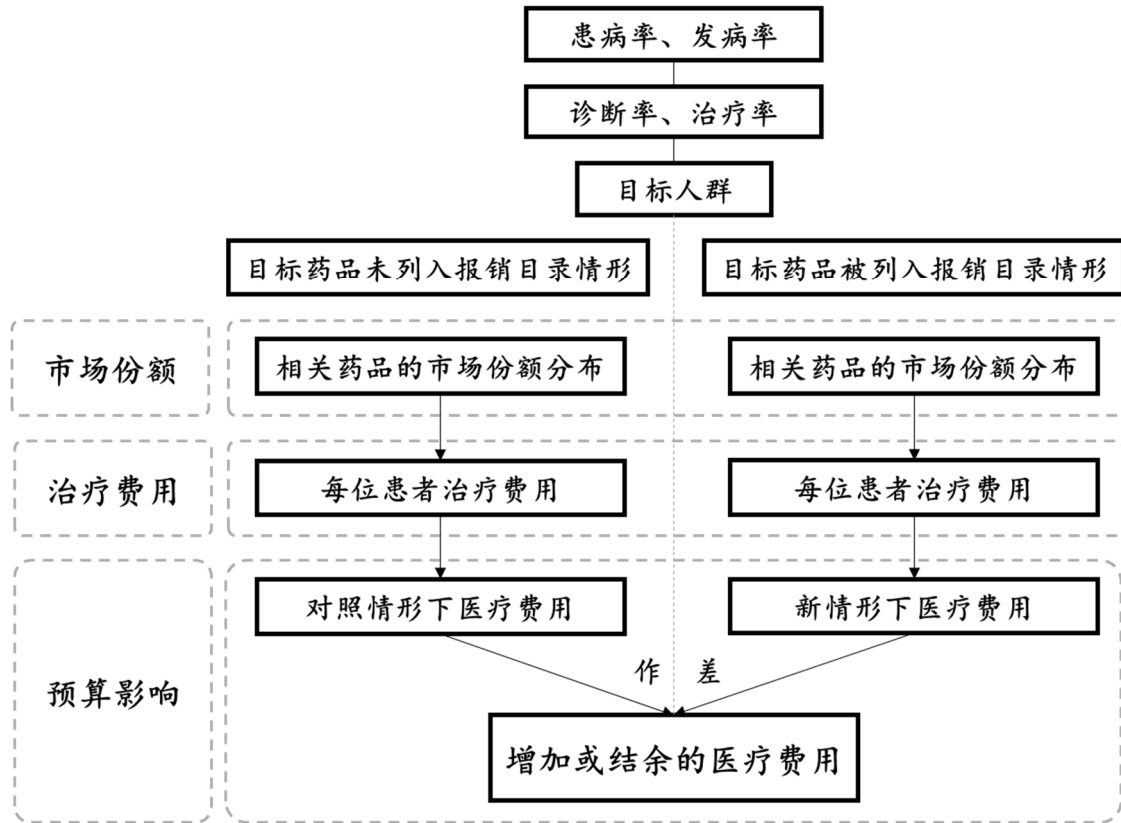 患病率、发病率
诊断率、治疗率
目标人群
目标药品未列入报销目录情形
目标药品被列入报销目录情形
市场份额
相关药品的市场份额分布
相关药品的市场份额分布
治疗费用
每位患者治疗费用
每位患者治疗费用
预算影响
对照情形下医疗费用
新情形下医疗费用
作 差
增加或结余的医疗费用